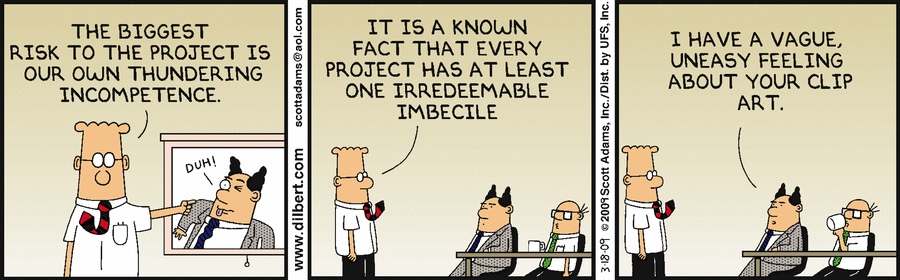 THE BIGGEST
RISK TO THE PROJECT IS
OUR OWN THUNDERING
INCOMPETENCE.
DUH!
www.dilbert.com scottadams@aol.com
IT IS A KNOWN
FACT THAT EVERY
PROJECT HAS AT LEAST
ONE IRREDEEMABLE
IMBECILE
3-18-09 © 2009 Scott Adams, Inc./Dist. by UFS, Inc.
I HAVE A VAGUE,
UNEASY FEELING
ABOUT YOUR CLIP
ART.